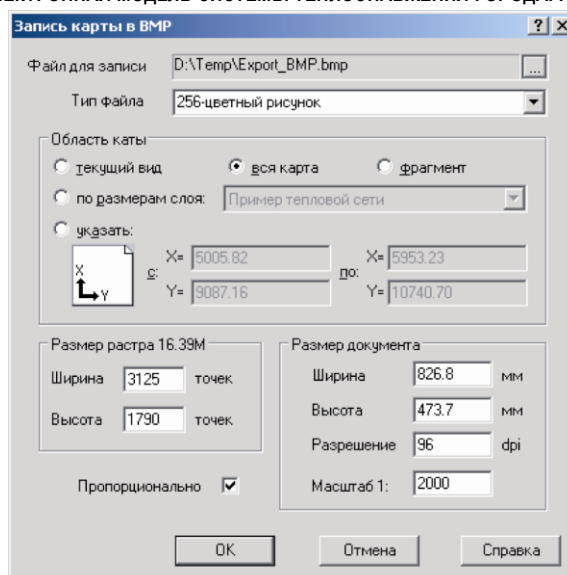 Запись карты в BMP
Файл для записи D:\Temp\Export_BMP.bmp ...
Тип файла 256-цветный рисунок
Область каты
текущий вид вся карта фрагмент
по размерам слоя: Пример тепловой сети
указать:
X= 5005.82 X= 5953.23
X Y с: по:
Y= 9087.16 Y= 10740.70
Размер растра 16.39M Размер документа
Ширина 3125 точек Ширина 826.8 мм
Высота 1790 точек Высота 473.7 мм
Разрешение 96 dpi
Пропорционально Масштаб 1: 2000
OK Отмена Справка